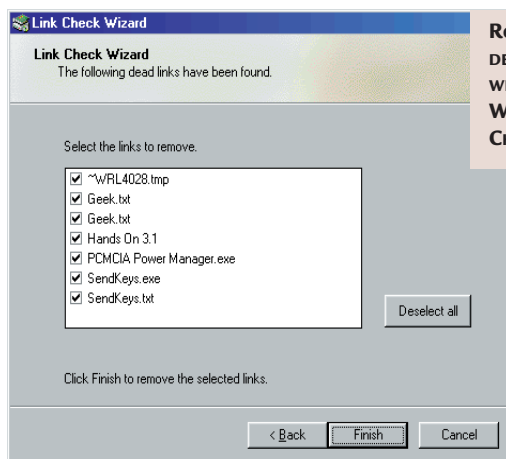 Link Check Wizard
Link Check Wizard
The following dead links have been found.
Select the links to remove.
~WRL4028.tmp
Geek.txt
Geek.txt
Hands On 3.1
PCMCIA Power Manager.exe
SendKeys.exe
SendKeys.txt
Deselect all
Click Finish to remove the selected links.
< Back
Finish
Cancel